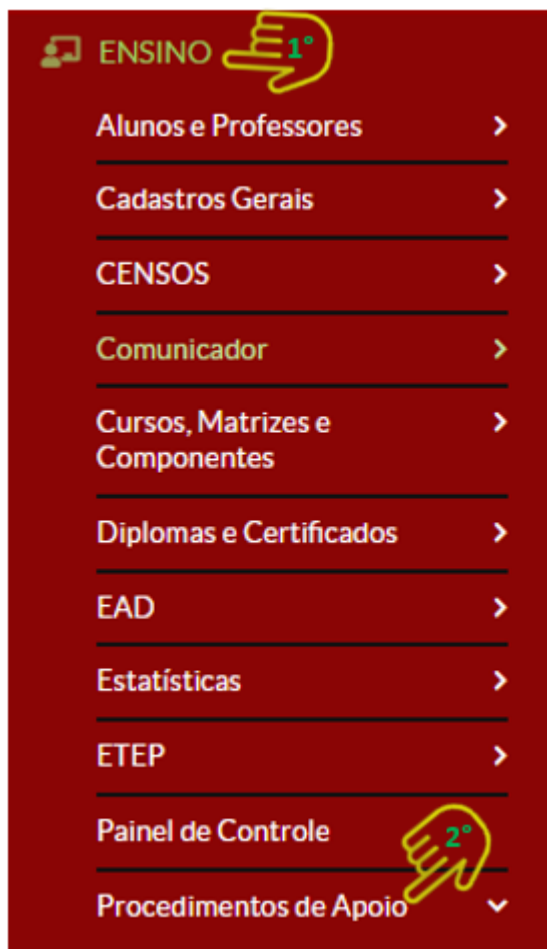 ENSINO 1°
Alunos e Professores
Cadastros Gerais
CENSOS
Comunicador
Cursos, Matrizes e
Componentes
Diplomas e Certificados
EAD
Estatísticas
ETEP
Painel de Controle
2°
Procedimentos de Apoio